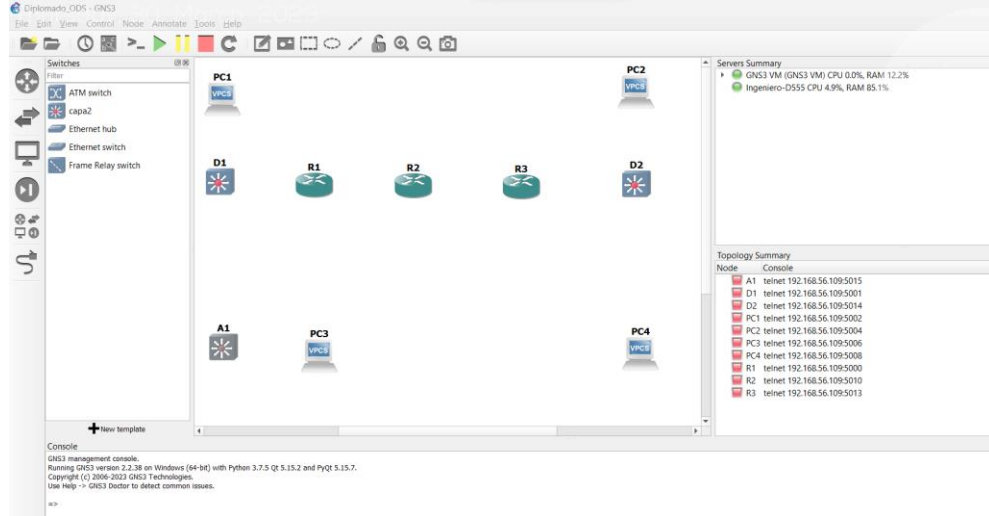 Diplomado_ODS - GNS3
File Edit View Control Node Annotate Tools Help
Switches
Filter
ATM switch
capa2
Ethernet hub
Ethernet switch
Frame Relay switch
New template
PC1
VPCS
PC2
VPCS
D1
R1
R2
R3
D2
A1
PC3
VPCS
PC4
VPCS
Servers Summary
GNS3 VM (GNS3 VM) CPU 0.0%, RAM 12.2%
Ingeniero-D555 CPU 4.9%, RAM 85.1%
Topology Summary
Node Console
A1 telnet 192.168.56.109:5015
D1 telnet 192.168.56.109:5001
D2 telnet 192.168.56.109:5014
PC1 telnet 192.168.56.109:5002
PC2 telnet 192.168.56.109:5004
PC3 telnet 192.168.56.109:5006
PC4 telnet 192.168.56.109:5008
R1 telnet 192.168.56.109:5000
R2 telnet 192.168.56.109:5010
R3 telnet 192.168.56.109:5013
Console
GNS3 management console.
Running GNS3 version 2.2.38 on Windows (64-bit) with Python 3.7.5 Qt 5.15.2 and PyQt 5.15.7.
Copyright (c) 2006-2023 GNS3 Technologies.
Use Help -> GNS3 Doctor to detect common issues.
=>